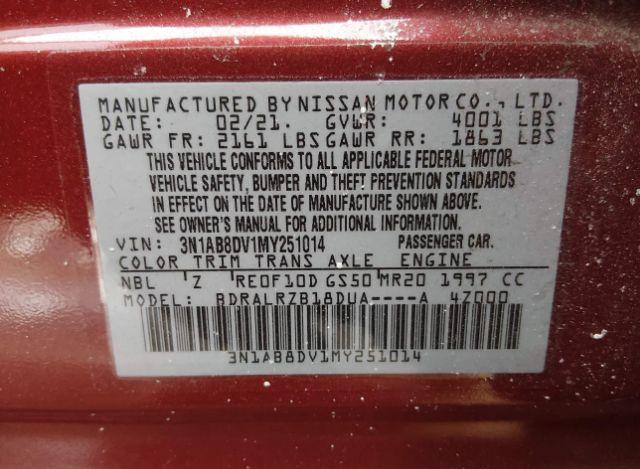 MANUFACTURED BY NISSAN MOTOR CO., LTD.
DATE: 02/21. GVWR: 4001 LBS
GAWR FR: 2161 LBS GAWR RR: 1863 LBS
THIS VEHICLE CONFORMS TO ALL APPLICABLE FEDERAL MOTOR
VEHICLE SAFETY, BUMPER AND THEFT PREVENTION STANDARDS
IN EFFECT ON THE DATE OF MANUFACTURE SHOWN ABOVE.
SEE OWNER'S MANUAL FOR ADDITIONAL INFORMATION.
VIN: 3N1AB8DV1MY251014 PASSENGER CAR.
COLOR TRIM TRANS AXLE ENGINE
NBL Z RE0F10D GS50 MR20 1997 CC
MODEL: BDRALRZB18DUA----A 4Z000
3N1AB8DV1MY251014